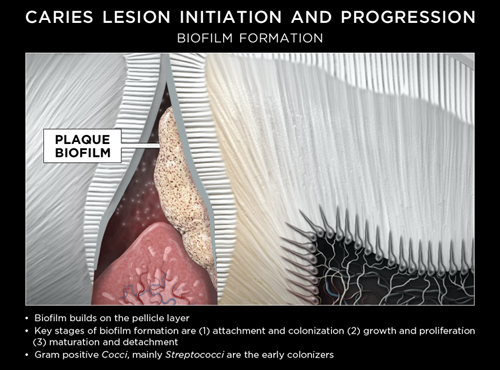 CARIES LESION INITIATION AND PROGRESSION
BIOFILM FORMATION
PLAQUE
BIOFILM
• Biofilm builds on the pellicle layer
• Key stages of biofilm formation are (1) attachment and colonization (2) growth and proliferation
(3) maturation and detachment
• Gram positive Cocci, mainly Streptococci are the early colonizers